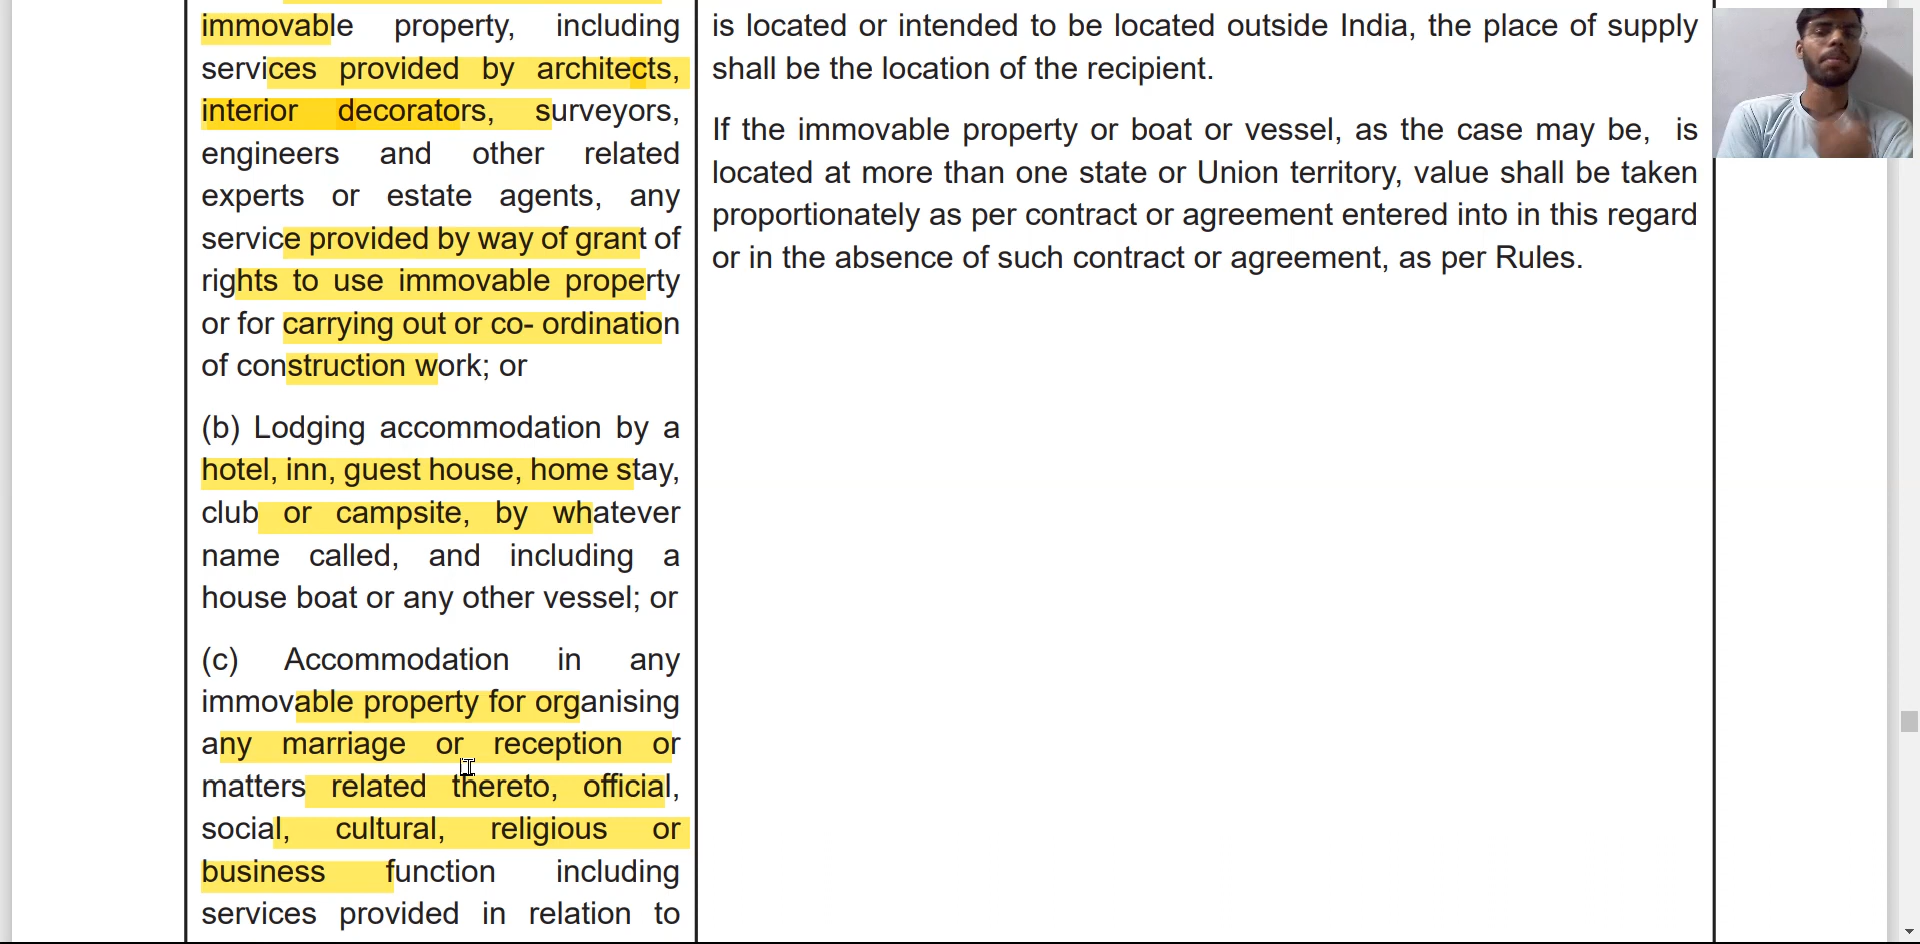 immovable property, including
services provided by architects,
interior decorators, surveyors,
engineers and other related
experts or estate agents, any
service provided by way of grant of
rights to use immovable property
or for carrying out or co- ordination
of construction work; or
(b) Lodging accommodation by a
hotel, inn, guest house, home stay,
club or campsite, by whatever
name called, and including a
house boat or any other vessel; or
(c) Accommodation in any
immovable property for organising
any marriage or reception or
matters related thereto, official,
social, cultural, religious or
business function including
services provided in relation to
is located or intended to be located outside India, the place of supply
shall be the location of the recipient.
If the immovable property or boat or vessel, as the case may be, is
located at more than one state or Union territory, value shall be taken
proportionately as per contract or agreement entered into in this regard
or in the absence of such contract or agreement, as per Rules.